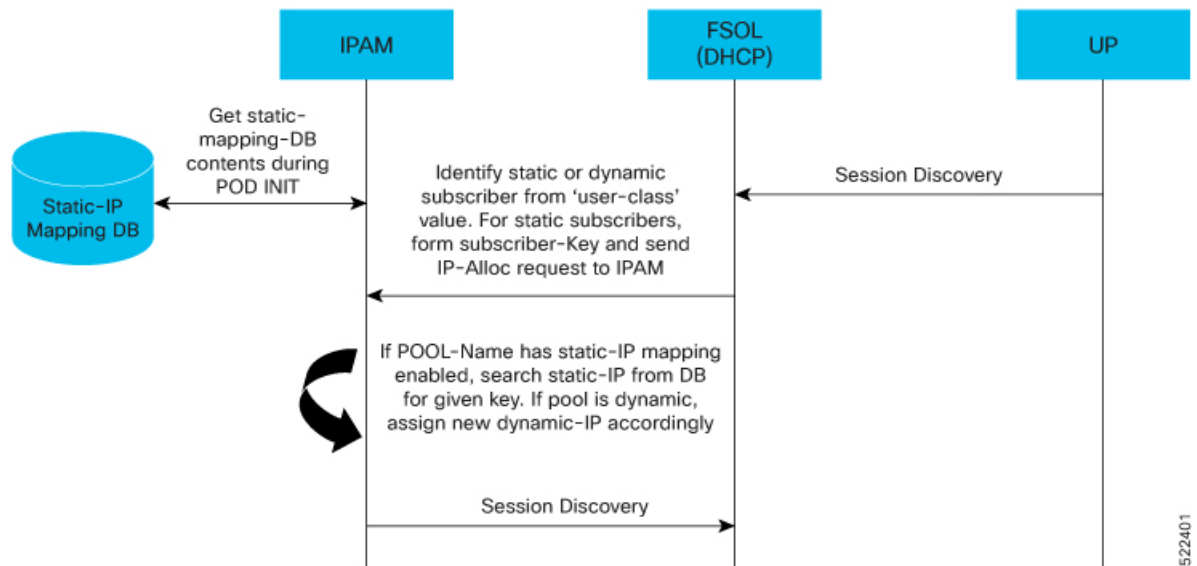 IPAM
FSOL
(DHCP)
UP
Get static-
mapping-DB
contents during
POD INIT
Static-IP
Mapping DB
Identify static or dynamic
subscriber from 'user-class'
value. For static subscribers,
form subscriber-Key and send
IP-Alloc request to IPAM
Session Discovery
If POOL-Name has static-IP mapping
enabled, search static-IP from DB
for given key. If pool is dynamic,
assign new dynamic-IP accordingly
Session Discovery
522401